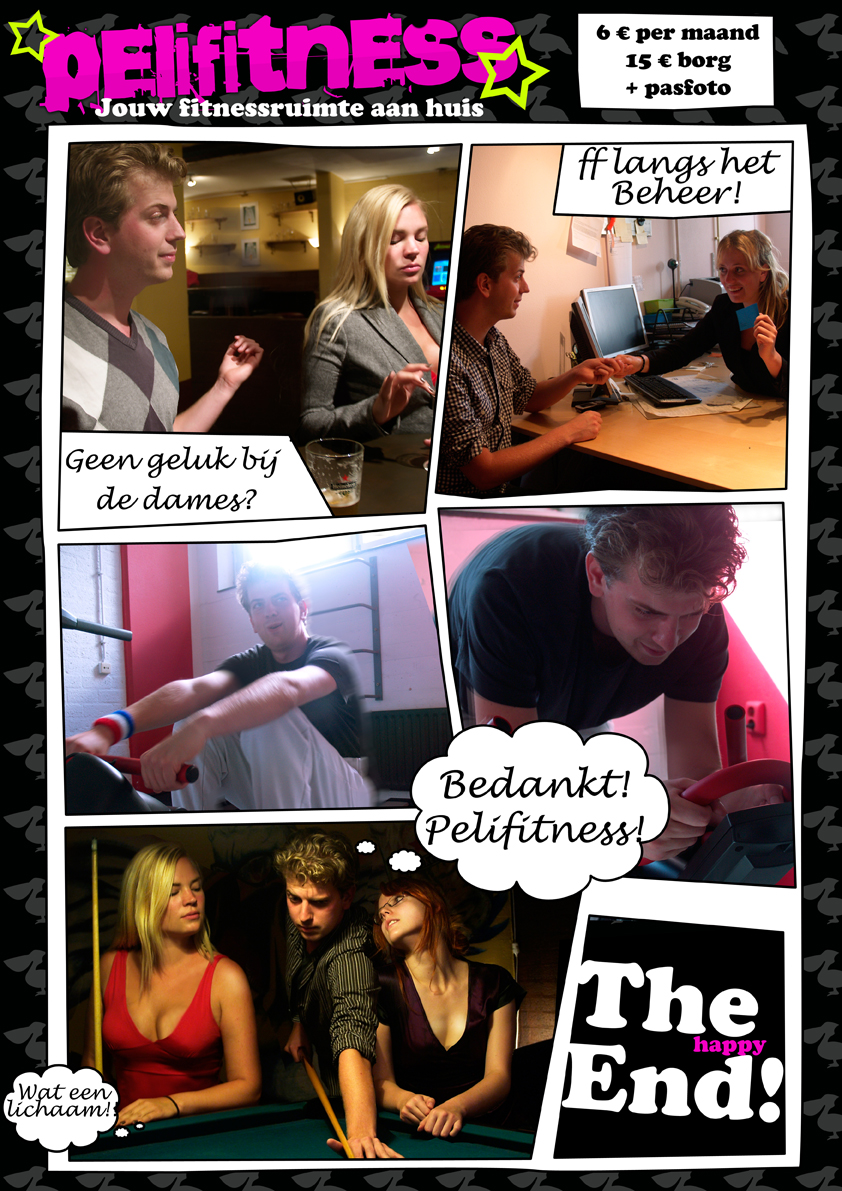 pELifitnESS
Jouw fitnessruimte aan huis
6 € per maand
15 € borg
+ pasfoto
ff langs het
Beheer!
Geen geluk bij
de dames?
Bedankt!
Pelifitness!
Wat een
lichaam!
The
happy
End!